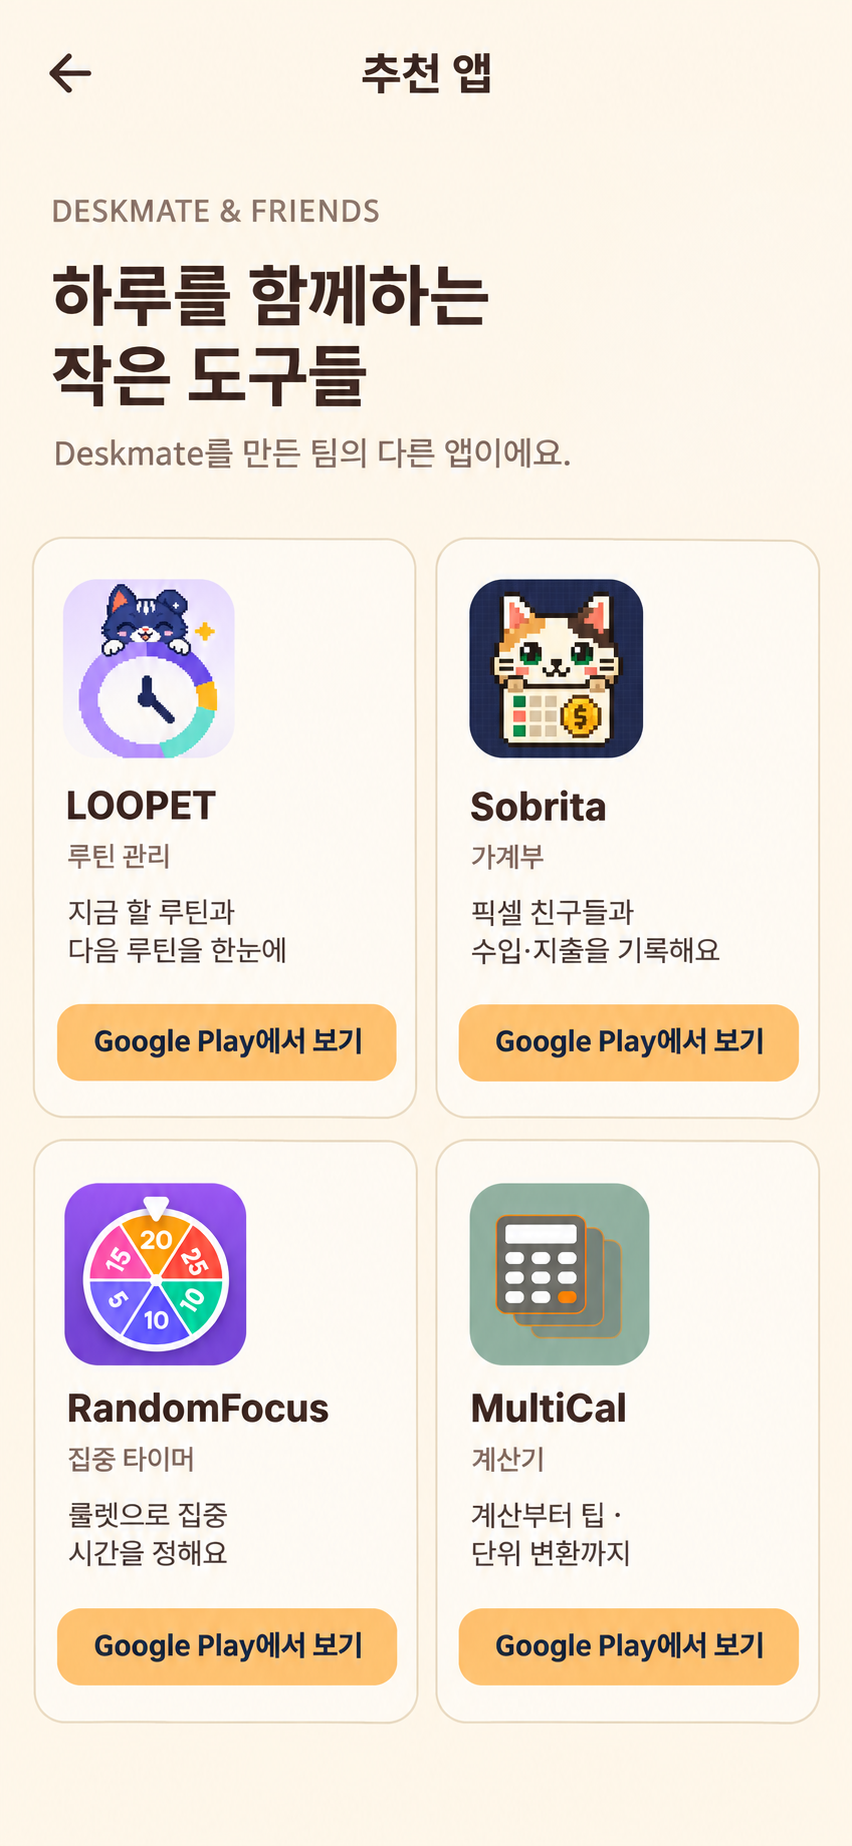 추천 앱
DESKMATE & FRIENDS
하루를 함께하는
작은 도구들
Deskmate를 만든 팀의 다른 앱이에요.
$
LOOPET
루틴 관리
지금 할 루틴과
다음 루틴을 한눈에
Google Play에서 보기
Sobrita
가계부
픽셀 친구들과
수입·지출을 기록해요
Google Play에서 보기
20
15
25
5
10
10
RandomFocus
집중 타이머
룰렛으로 집중
시간을 정해요
Google Play에서 보기
MultiCal
계산기
계산부터 팁 ·
단위 변환까지
Google Play에서 보기